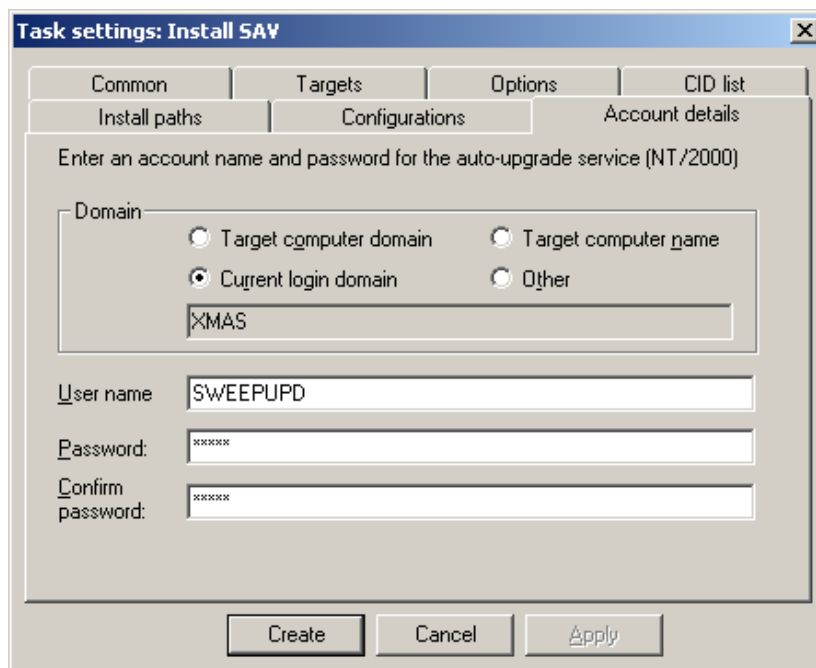 Task settings: Install SAV
Common Targets Options CID list
Install paths Configurations Account details
Enter an account name and password for the auto-upgrade service (NT/2000)
Domain
Target computer domain Target computer name
Current login domain Other
XMAS
User name SWEEPUPD
Password: *****
Confirm
password: *****
Create Cancel Apply